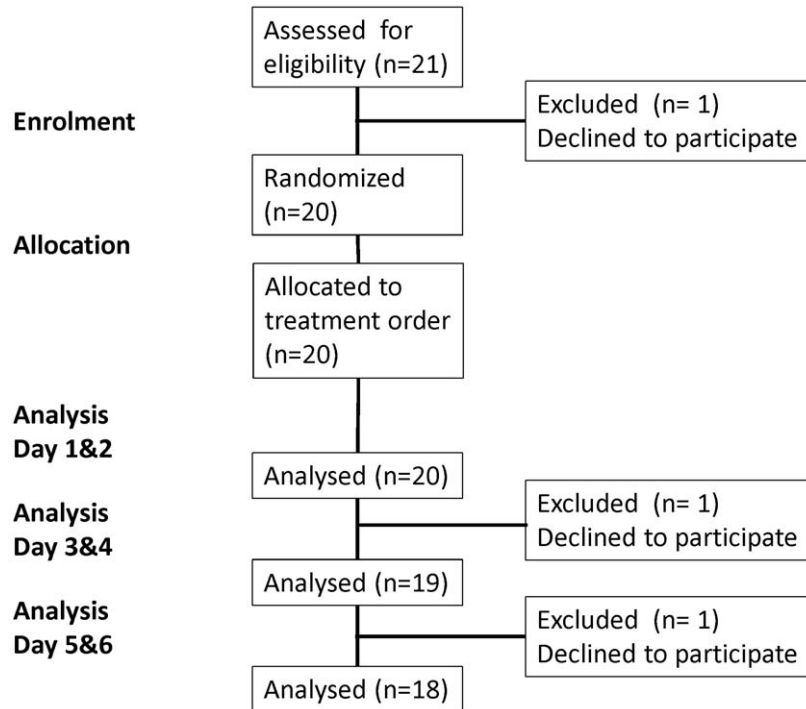 Assessed for
eligibility (n=21)
Enrolment
Excluded (n= 1)
Declined to participate
Randomized
(n=20)
Allocation
Allocated to
treatment order
(n=20)
Analysis
Day 1&2
Analysed (n=20)
Analysis
Day 3&4
Excluded (n= 1)
Declined to participate
Analysed (n=19)
Analysis
Day 5&6
Excluded (n= 1)
Declined to participate
Analysed (n=18)